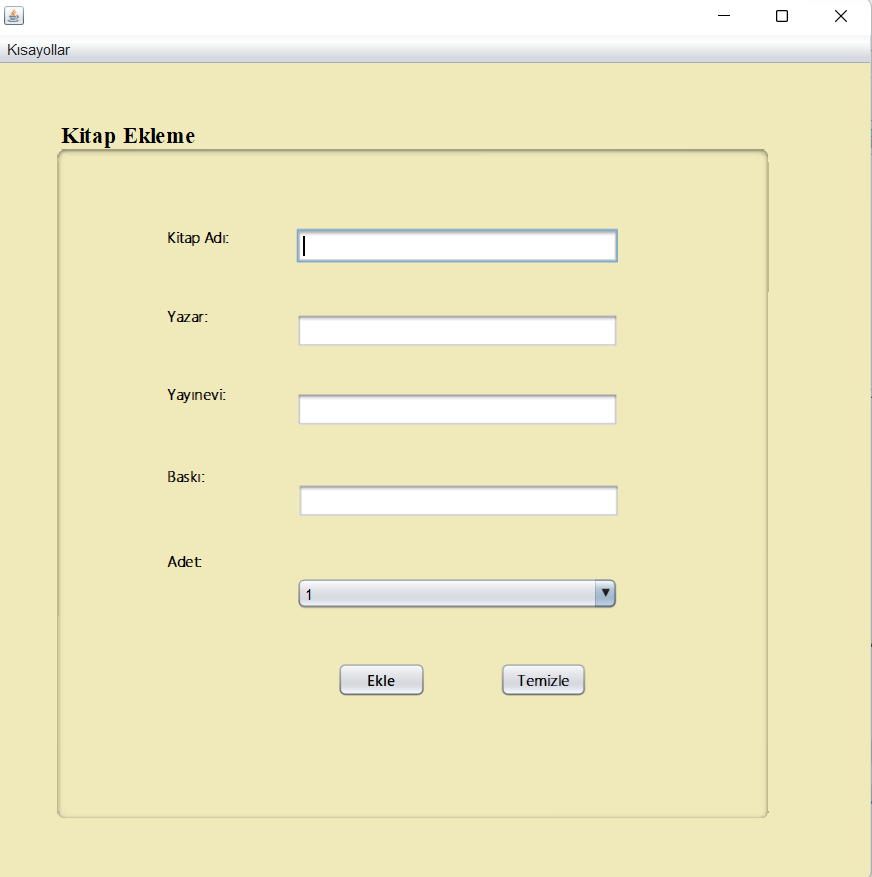 Kısayollar
Kitap Ekleme
Kitap Adı:
Yazar:
Yayınevi:
Baskı:
Adet:
1
Ekle Temizle